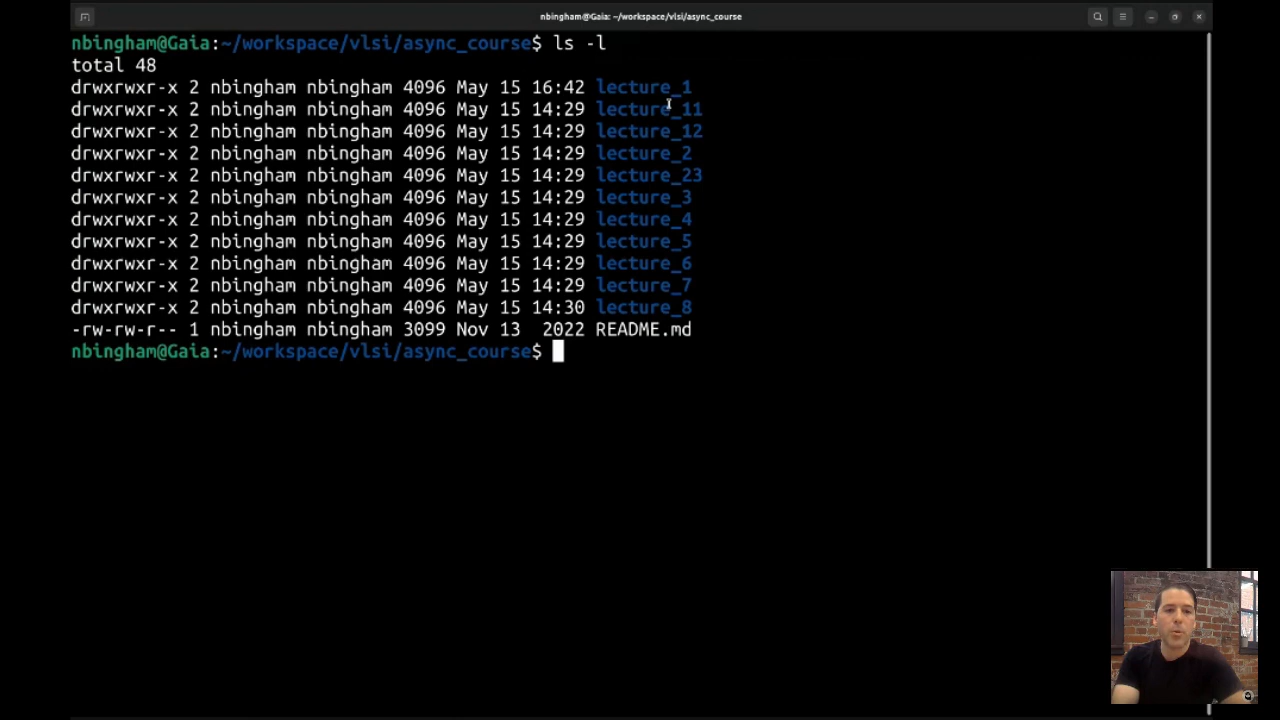 nbingham@Gaia: ~/workspace/vlsi/async_course
nbingham@Gaia:~/workspace/vlsi/async_course$ ls -l
total 48
drwxrwxr-x 2 nbingham nbingham 4096 May 15 16:42 lecture_1
drwxrwxr-x 2 nbingham nbingham 4096 May 15 14:29 lecture_11
drwxrwxr-x 2 nbingham nbingham 4096 May 15 14:29 lecture_12
drwxrwxr-x 2 nbingham nbingham 4096 May 15 14:29 lecture_2
drwxrwxr-x 2 nbingham nbingham 4096 May 15 14:29 lecture_23
drwxrwxr-x 2 nbingham nbingham 4096 May 15 14:29 lecture_3
drwxrwxr-x 2 nbingham nbingham 4096 May 15 14:29 lecture_4
drwxrwxr-x 2 nbingham nbingham 4096 May 15 14:29 lecture_5
drwxrwxr-x 2 nbingham nbingham 4096 May 15 14:29 lecture_6
drwxrwxr-x 2 nbingham nbingham 4096 May 15 14:29 lecture_7
drwxrwxr-x 2 nbingham nbingham 4096 May 15 14:30 lecture_8
-rw-rw-r-- 1 nbingham nbingham 3099 Nov 13  2022 README.md
nbingham@Gaia:~/workspace/vlsi/async_course$